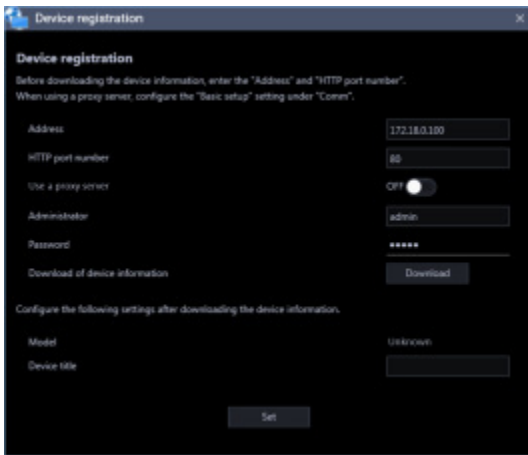 Device registration
Device registration
Before downloading the device information, enter the "Address" and "HTTP port number".
When using a proxy server, configure the "Basic setup" setting under "Comm".
Address 172.18.0.100
HTTP port number 80
Use a proxy server OFF
Administrator admin
Password •••••
Download of device information Download
Configure the following settings after downloading the device information.
Model Unknown
Device title
Set